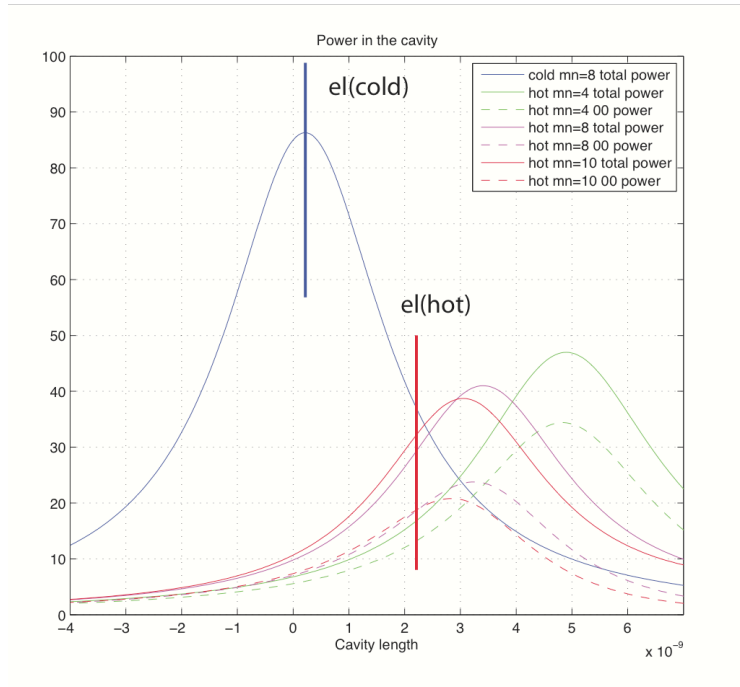 Power in the cavity
100
90
80
70
60
50
40
30
20
10
0
el(cold)
el(hot)
cold mn=8 total power
hot mn=4 total power
hot mn=4 00 power
hot mn=8 total power
hot mn=8 00 power
hot mn=10 total power
hot mn=10 00 power
−4 −3 −2 −1 0 1 2 3 4 5 6
Cavity length
x 10⁻⁹